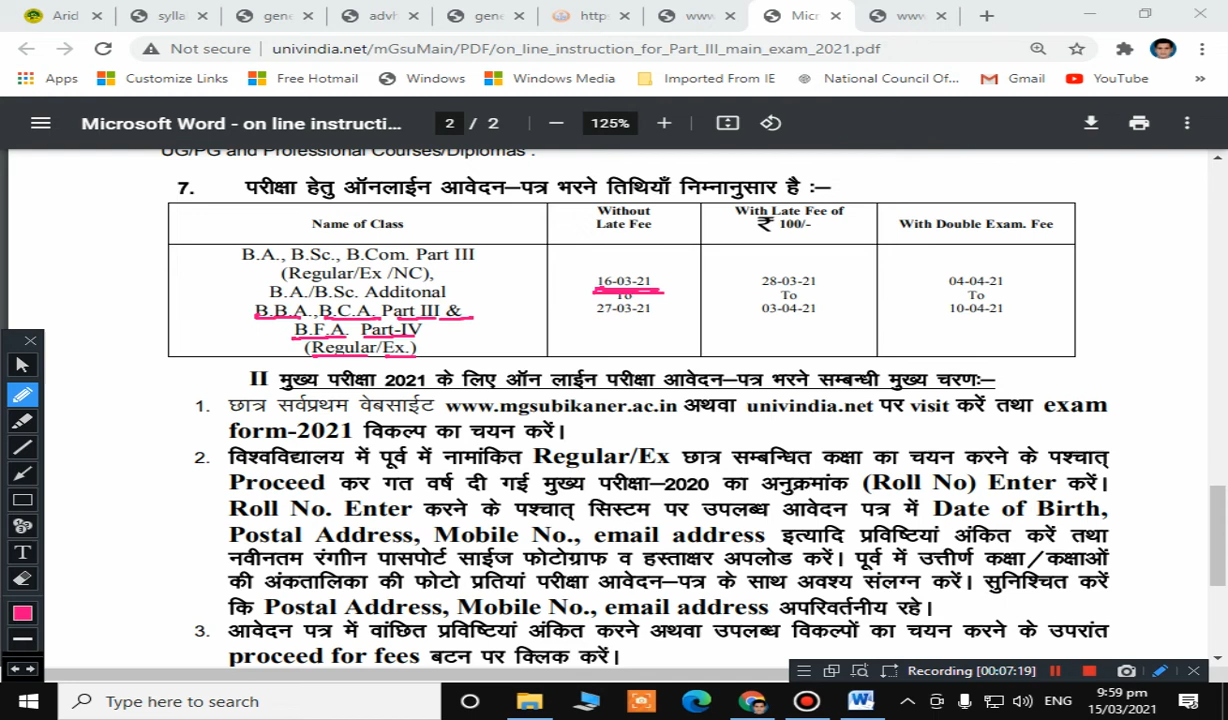 Arid
sylla
gene
advh
gene
https
www
Micr
www
Not secure
univindia.net/mGsuMain/PDF/on_line_instruction_for_Part_III_main_exam_2021.pdf
Apps
Customize Links
Free Hotmail
Windows
Windows Media
Imported From IE
National Council Of...
Gmail
YouTube
»
Microsoft Word - on line instructi...
2 / 2
125%
UG/PG and Professional Courses/Diplomas .
7. परीक्षा हेतु ऑनलाईन आवेदन–पत्र भरने तिथियाँ निम्नानुसार है :–
Name of Class
Without
Late Fee
With Late Fee of
₹ 100/-
With Double Exam. Fee
B.A., B.Sc., B.Com. Part III
(Regular/Ex /NC),
B.A./B.Sc. Additonal
B.B.A.,B.C.A. Part III &
B.F.A. Part-IV
(Regular/Ex.)
16-03-21
To
27-03-21
28-03-21
To
03-04-21
04-04-21
To
10-04-21
II मुख्य परीक्षा 2021 के लिए ऑन लाईन परीक्षा आवेदन–पत्र भरने सम्बन्धी मुख्य चरणः–
1. छात्र सर्वप्रथम वेबसाईट www.mgsubikaner.ac.in अथवा univindia.net पर visit करें तथा exam
form-2021 विकल्प का चयन करें।
2. विश्वविद्यालय में पूर्व में नामांकित Regular/Ex छात्र सम्बन्धित कक्षा का चयन करने के पश्चात्
Proceed कर गत वर्ष दी गई मुख्य परीक्षा–2020 का अनुक्रमांक (Roll No) Enter करें।
Roll No. Enter करने के पश्चात् सिस्टम पर उपलब्ध आवेदन पत्र में Date of Birth,
Postal Address, Mobile No., email address इत्यादि प्रविष्टियां अंकित करें तथा
नवीनतम रंगीन पासपोर्ट साईज फोटोग्राफ व हस्ताक्षर अपलोड करें। पूर्व में उत्तीर्ण कक्षा/कक्षाओं
की अंकतालिका की फोटो प्रतियां परीक्षा आवेदन–पत्र के साथ अवश्य संलग्न करें। सुनिश्चित करें
कि Postal Address, Mobile No., email address अपरिवर्तनीय रहे।
3. आवेदन पत्र में वांछित प्रविष्टियां अंकित करने अथवा उपलब्ध विकल्पों का चयन करने के उपरांत
proceed for fees बटन पर क्लिक करें।
T
Recording [00:07:19]
Type here to search
ENG
9:59 pm
15/03/2021